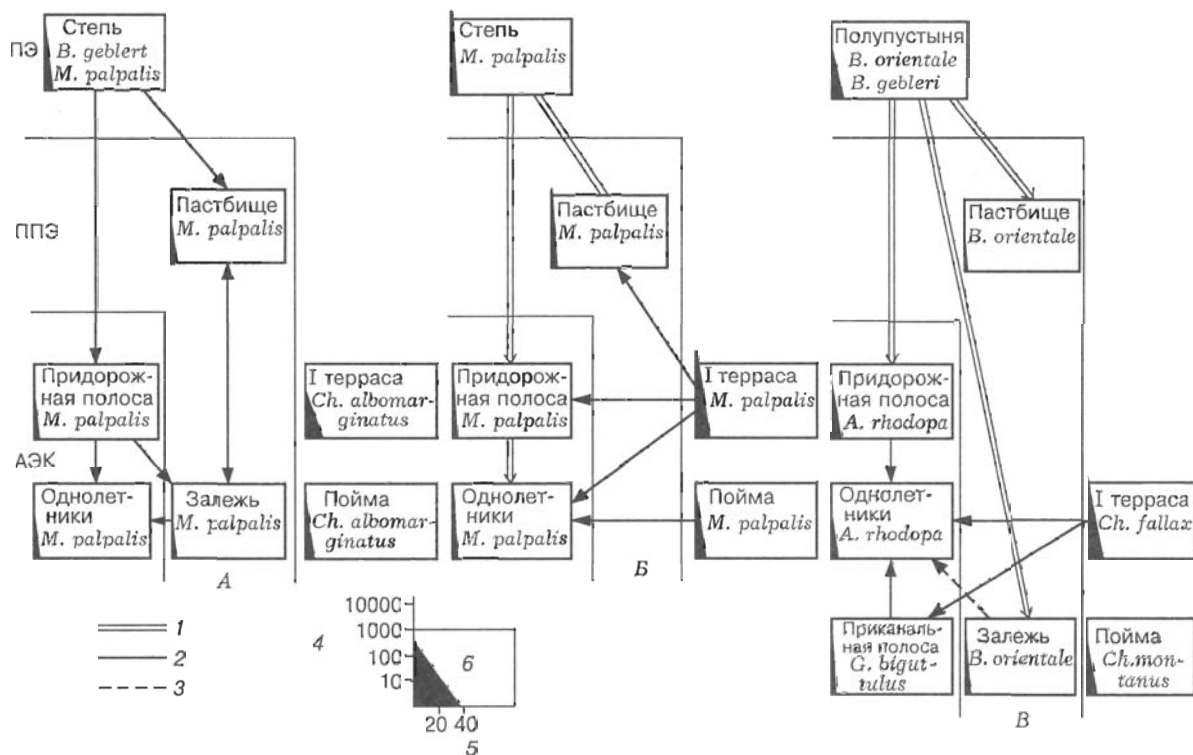 ПЭ
Степь
B. geblert
M. palpalis
Степь
M. palpalis
Полупустыня
B. orientale
B. gebleri
ППЭ
Пастбище
M. palpalis
Пастбище
M. palpalis
Пастбище
B. orientale
Придорож-
ная полоса
M. palpalis
I терраса
Ch. albomar-
ginatus
Придорож-
ная полоса
M. palpalis
I терраса
M. palpalis
Придорож-
ная полоса
A. rhodopa
АЭК
Однолет-
ники
M. palpalis
Залежь
M. palpalis
Пойма
Ch. albomar-
ginatus
Однолет-
ники
M. palpalis
Пойма
M. palpalis
Однолет-
ники
A. rhodopa
I терраса
Ch. fallax
А
Б
Приканаль-
ная полоса
G. bigut-
tulus
Залежь
B. orientale
Пойма
Ch. mon-
tanus
В
1
2
3
4
10000
1000
100
10
6
20 40
5